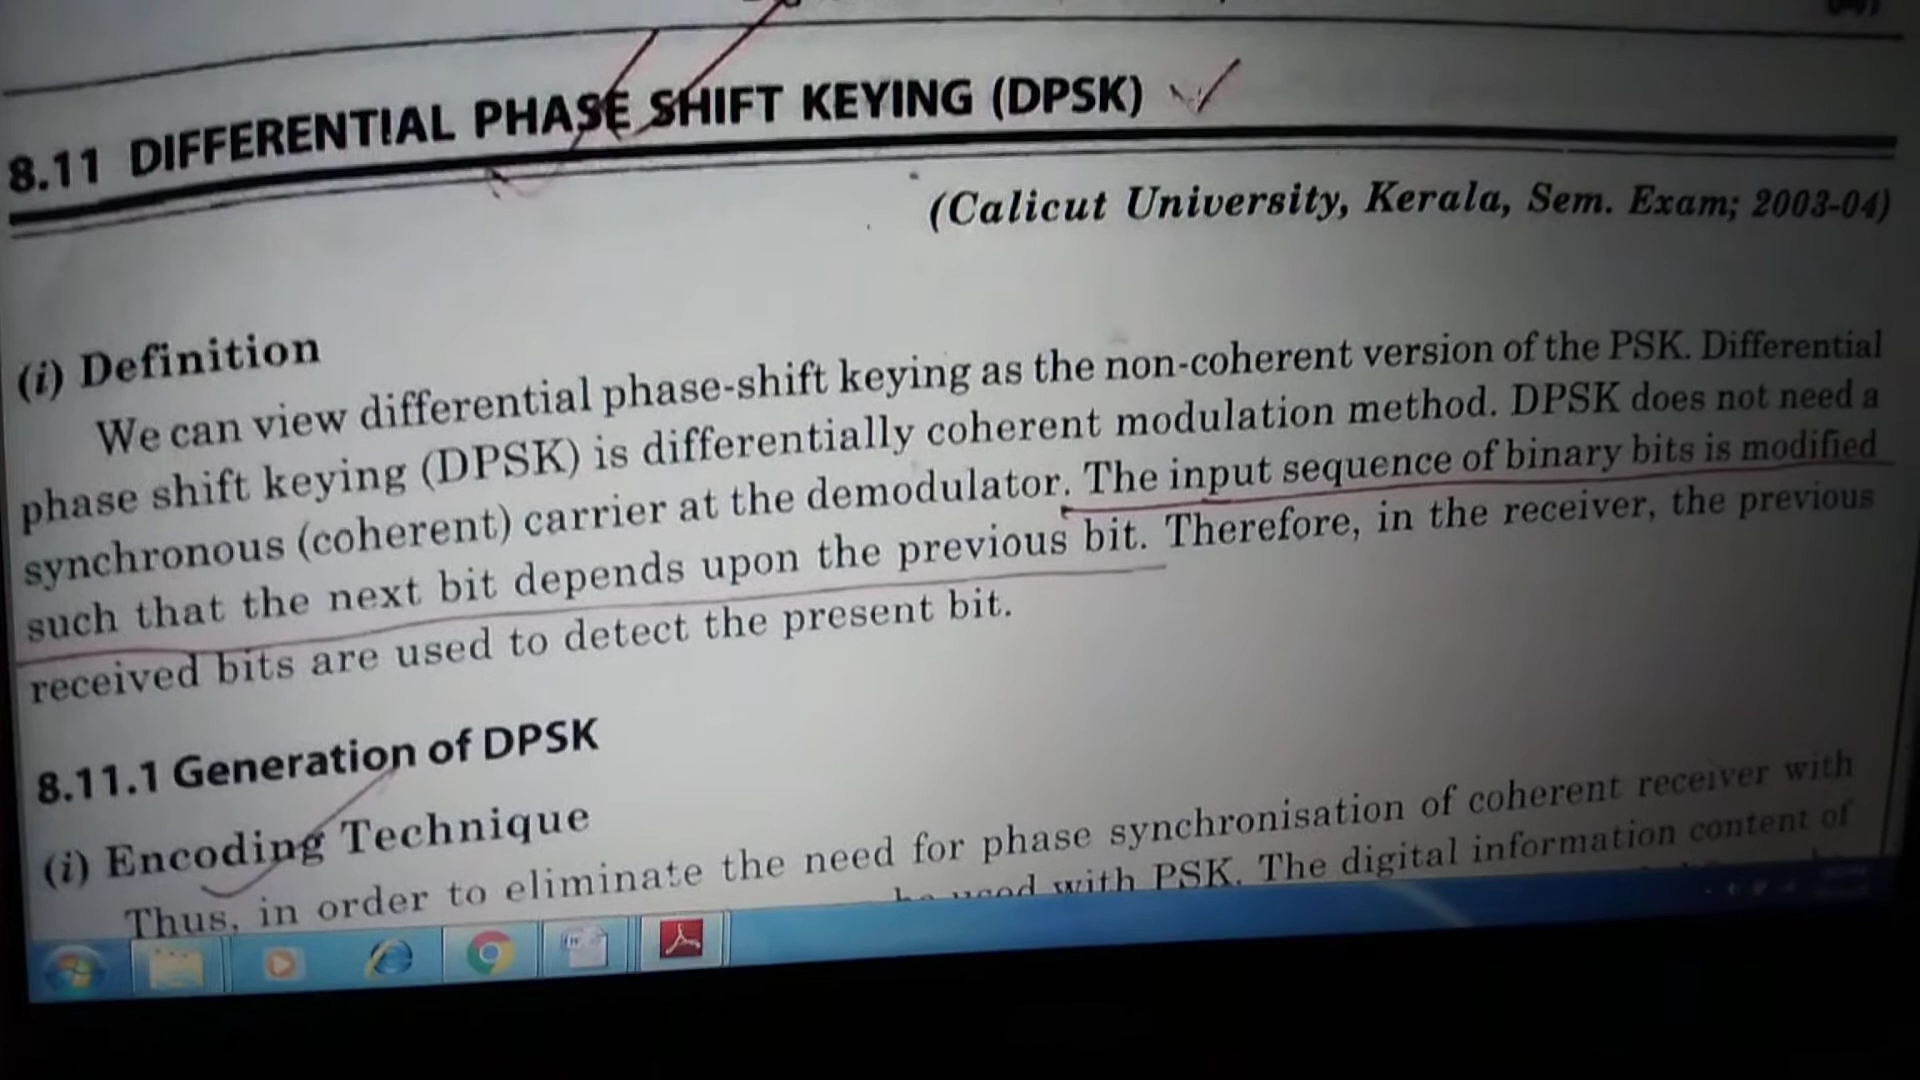 8.11 DIFFERENTIAL PHASE SHIFT KEYING (DPSK)
(Calicut University, Kerala, Sem. Exam; 2003-04)
(i) Definition
We can view differential phase-shift keying as the non-coherent version of the PSK. Differential
phase shift keying (DPSK) is differentially coherent modulation method. DPSK does not need a
synchronous (coherent) carrier at the demodulator. The input sequence of binary bits is modified
such that the next bit depends upon the previous bit. Therefore, in the receiver, the previous
received bits are used to detect the present bit.
8.11.1 Generation of DPSK
(i) Encoding Technique
Thus, in order to eliminate the need for phase synchronisation of coherent receiver with
be used with PSK. The digital information content of